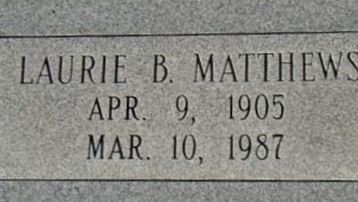 LAURIE B. MATTHEWS
APR. 9, 1905
MAR. 10, 1987